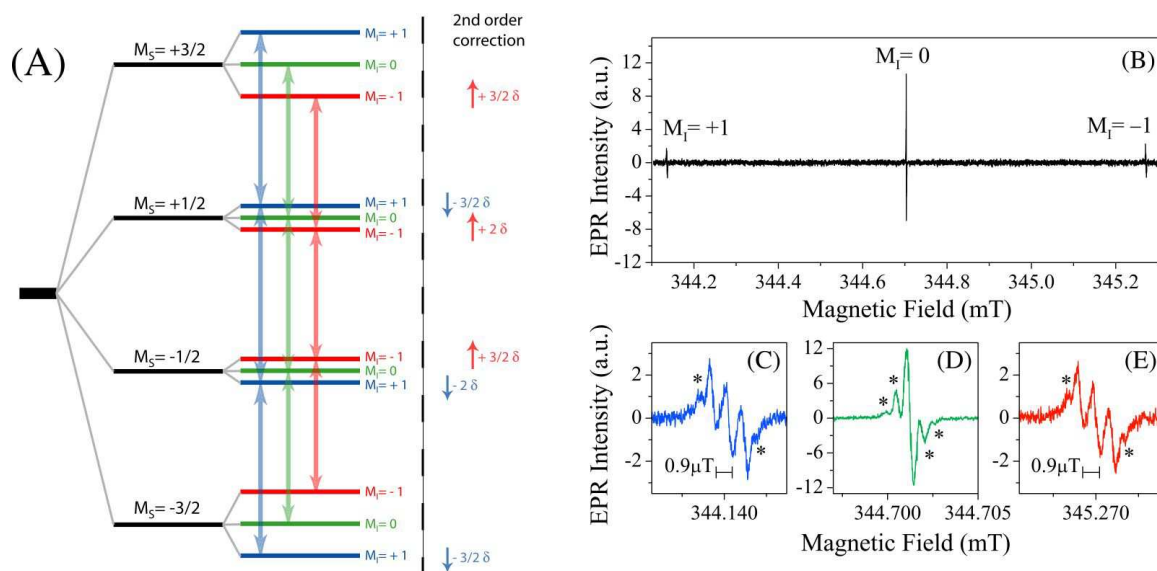 (A)
2nd order
correction
M_S= +3/2
M_I= + 1
M_I= 0
M_I= - 1
+ 3/2 δ
M_S= +1/2
M_I= + 1
M_I= 0
M_I= - 1
- 3/2 δ
+ 2 δ
M_S= -1/2
M_I= - 1
M_I= 0
M_I= + 1
+ 3/2 δ
- 2 δ
M_S= -3/2
M_I= - 1
M_I= 0
M_I= + 1
- 3/2 δ
(B)
M_I= 0
M_I= +1
M_I= −1
EPR Intensity (a.u.)
12
8
4
0
-4
-8
-12
344.2 344.4 344.6 344.8 345.0 345.2
Magnetic Field (mT)
EPR Intensity (a.u.)
(C)
2
0
-2
* *
0.9μT
344.140
(D)
12
6
0
-6
-12
* * * *
344.700 344.705
(E)
2
0
-2
* *
0.9μT
345.270
Magnetic Field (mT)